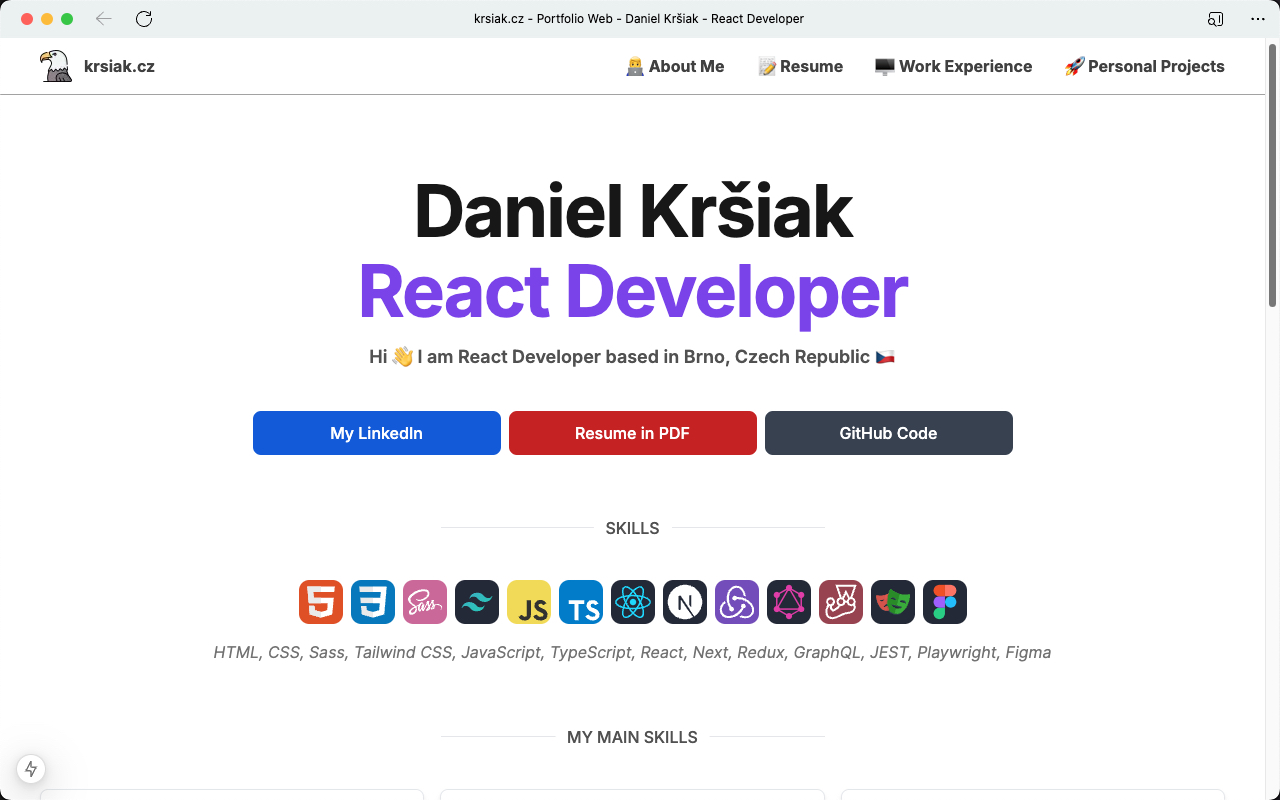 krsiak.cz - Portfolio Web - Daniel Kršiak - React Developer
krsiak.cz
👨‍💻 About Me
📝 Resume
🖥️ Work Experience
🚀 Personal Projects
Daniel Kršiak
React Developer
Hi 👋 I am React Developer based in Brno, Czech Republic 🇨🇿
My LinkedIn
Resume in PDF
GitHub Code
SKILLS
Sass
JS
TS
N
HTML, CSS, Sass, Tailwind CSS, JavaScript, TypeScript, React, Next, Redux, GraphQL, JEST, Playwright, Figma
MY MAIN SKILLS